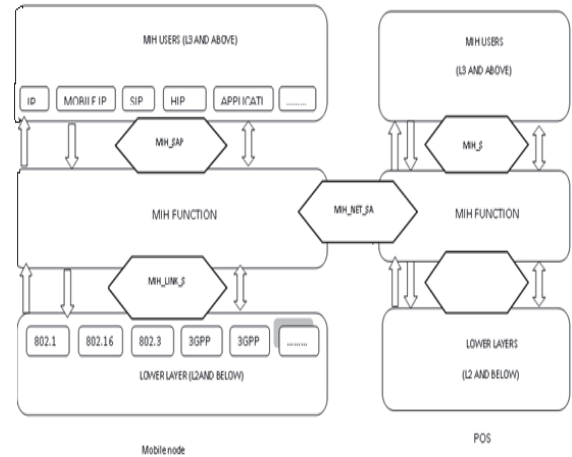 MIH USERS (L3 AND ABOVE)
IP MOBILE IP SIP HIP APPLICATI .........
MIH_SAP
MIH FUNCTION
MIH_LINK_S
802.1 802.16 802.3 3GPP 3GPP .........
LOWER LAYER (L2AND BELOW)
Mobile node
MIH_NET_SA
MIH USERS
(L3 AND ABOVE)
MIH_S
MIH FUNCTION
LOWER LAYERS
(L2 AND BELOW)
POS